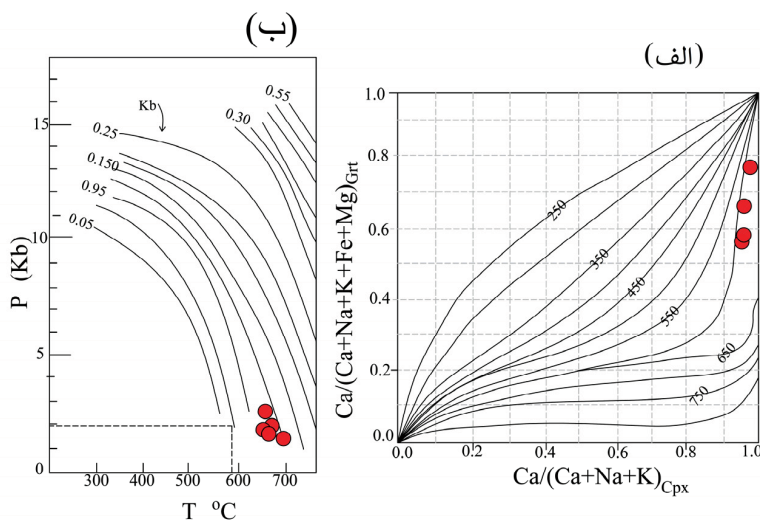 (ب)
Kb
0.25
0.150
0.95
0.05
0.30
0.55
15
10
5
0
P (Kb)
300 400 500 600 700
T °C
(الف)
1.0
0.8
0.6
0.4
0.2
0.0
Ca/(Ca+Na+K+Fe+Mg)Grt
250
350
450
550
650
750
0.0 0.2 0.4 0.6 0.8 1.0
Ca/(Ca+Na+K)Cpx